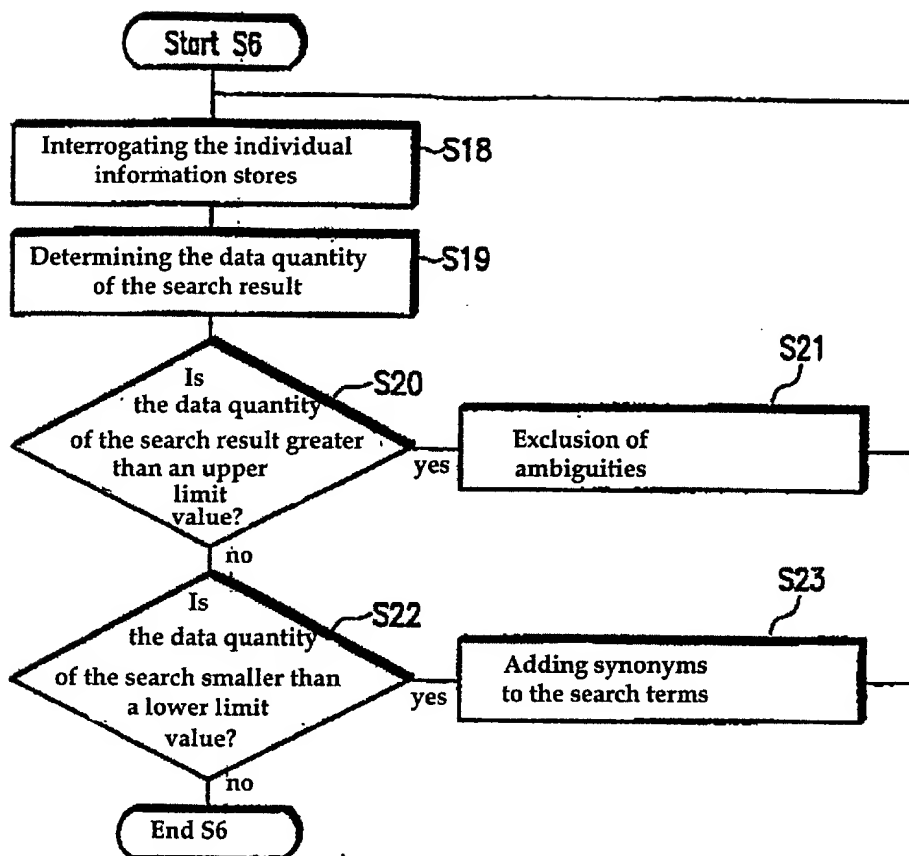 Start S6
Interrogating the individual
information stores
S18
Determining the data quantity
of the search result
S19
Is
the data quantity
of the search result greater
than an upper
limit
value?
S20
yes
S21
Exclusion of
ambiguities
no
Is
the data quantity
of the search smaller than
a lower limit
value?
S22
yes
S23
Adding synonyms
to the search terms
no
End S6